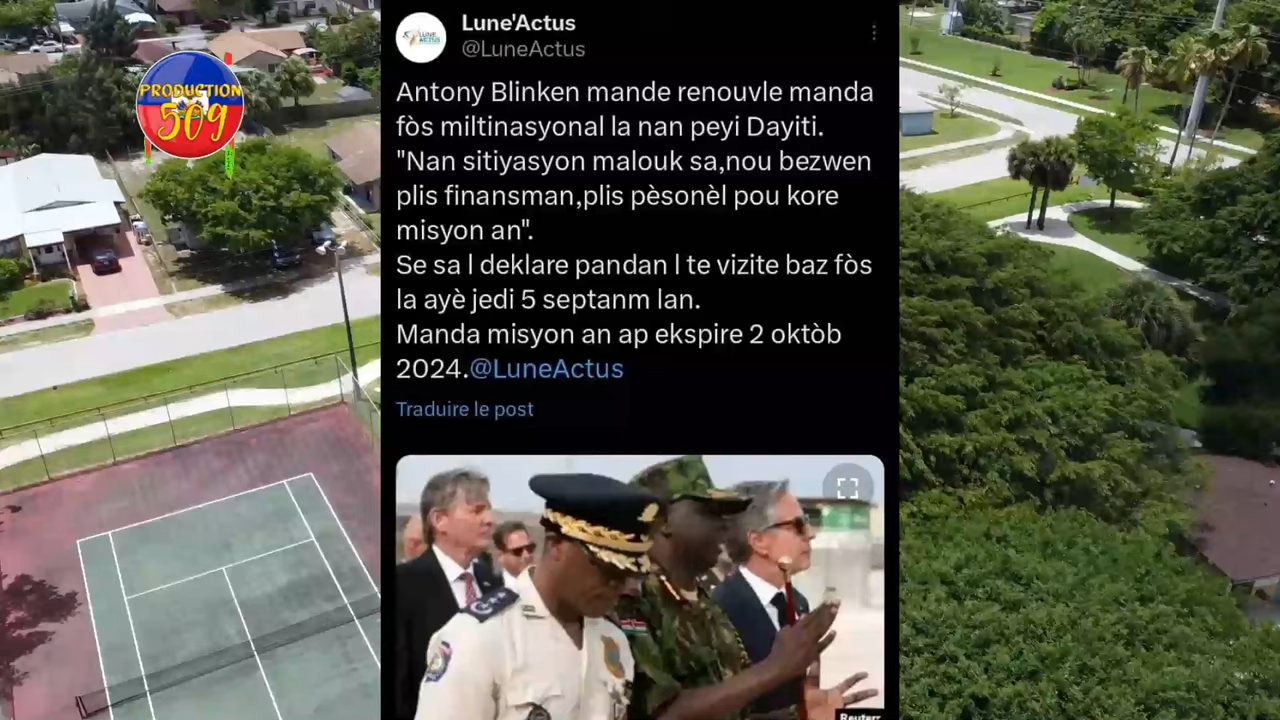 PRODUCTION
509
Lune'Actus
@LuneActus
Antony Blinken mande renouvle manda
fòs miltinasyonal la nan peyi Dayiti.
"Nan sitiyasyon malouk sa,nou bezwen
plis finansman,plis pèsonèl pou kore
misyon an".
Se sa l deklare pandan l te vizite baz fòs
la ayè jedi 5 septanm lan.
Manda misyon an ap ekspire 2 oktòb
2024.@LuneActus
Traduire le post
Reuters